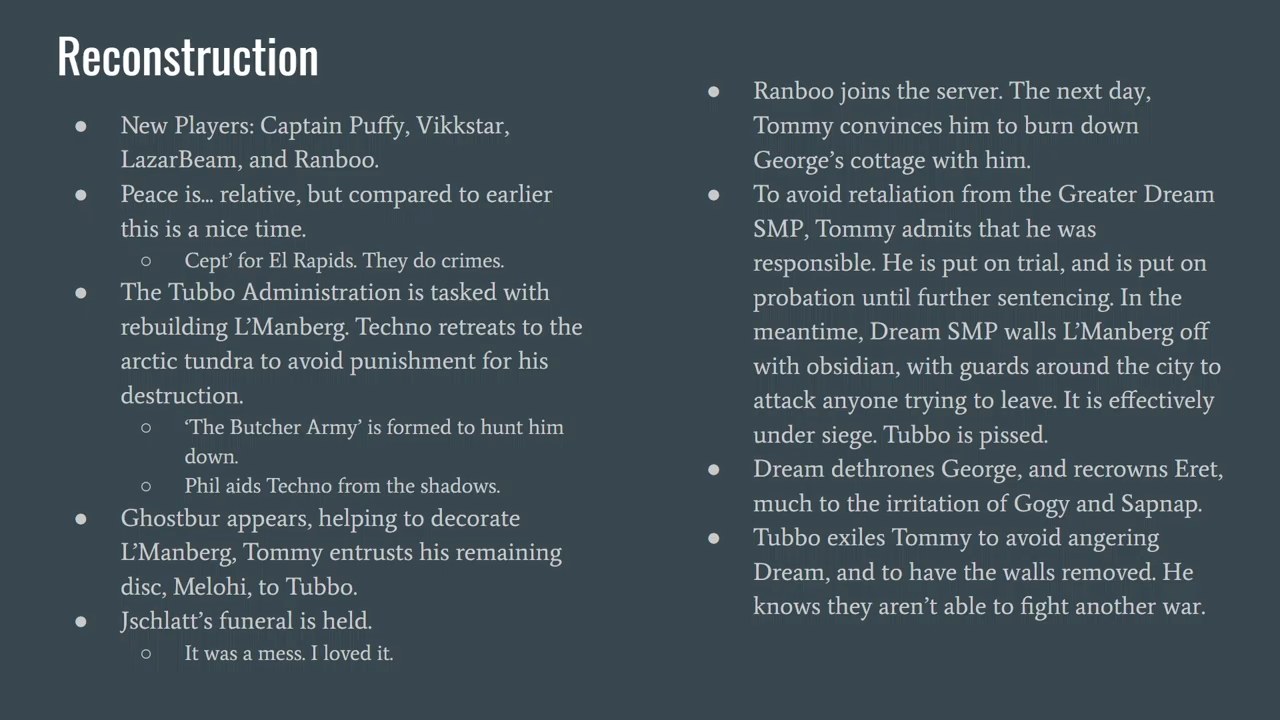 Reconstruction
● New Players: Captain Puffy, Vikkstar,
LazarBeam, and Ranboo.
● Peace is... relative, but compared to earlier
this is a nice time.
○ Cept’ for El Rapids. They do crimes.
● The Tubbo Administration is tasked with
rebuilding L’Manberg. Techno retreats to the
arctic tundra to avoid punishment for his
destruction.
○ ‘The Butcher Army’ is formed to hunt him
down.
○ Phil aids Techno from the shadows.
● Ghostbur appears, helping to decorate
L’Manberg, Tommy entrusts his remaining
disc, Melohi, to Tubbo.
● Jschlatt’s funeral is held.
○ It was a mess. I loved it.
● Ranboo joins the server. The next day,
Tommy convinces him to burn down
George’s cottage with him.
● To avoid retaliation from the Greater Dream
SMP, Tommy admits that he was
responsible. He is put on trial, and is put on
probation until further sentencing. In the
meantime, Dream SMP walls L’Manberg off
with obsidian, with guards around the city to
attack anyone trying to leave. It is effectively
under siege. Tubbo is pissed.
● Dream dethrones George, and recrowns Eret,
much to the irritation of Gogy and Sapnap.
● Tubbo exiles Tommy to avoid angering
Dream, and to have the walls removed. He
knows they aren’t able to fight another war.